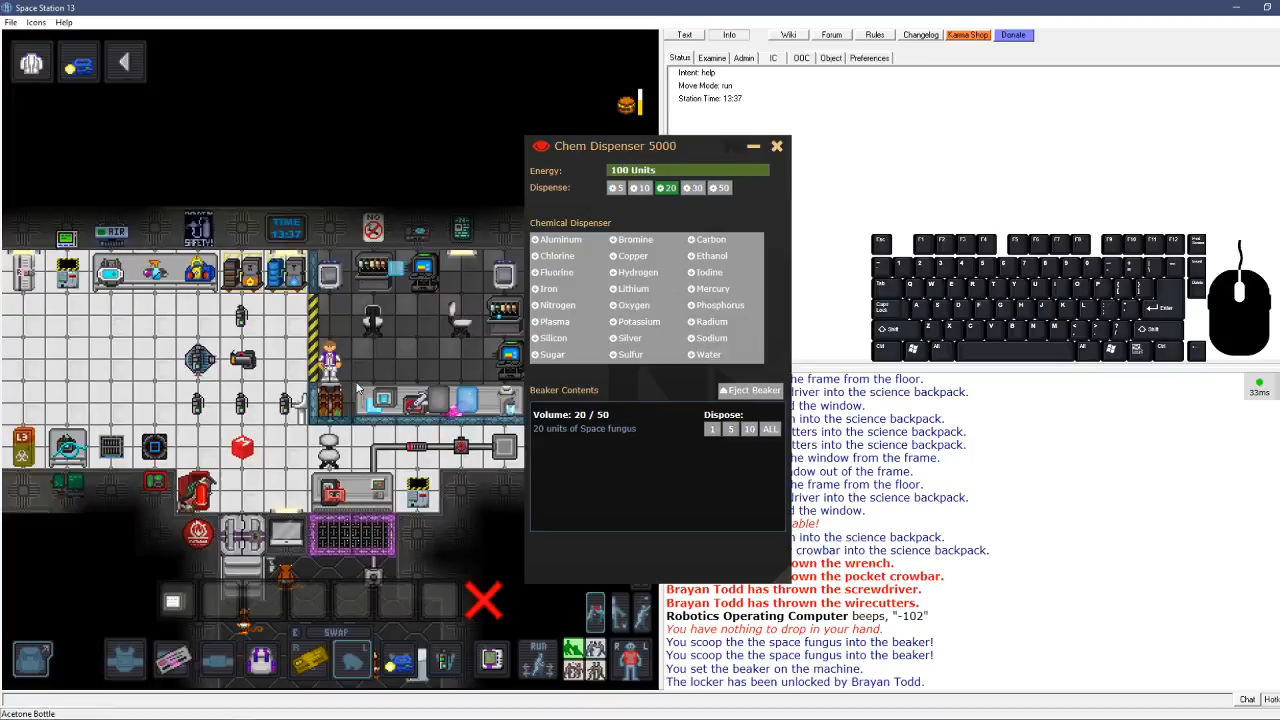 Space Station 13
File Icons Help
Text Info Wiki Forum Rules Changelog Karma Shop Donate
Status Examine Admin IC OOC Object Preferences
Intent: help
Move Mode: run
Station Time: 13:37
AIR
SAFETY!
TIME
13:37
NO
Chem Dispenser 5000
Energy: 100 Units
Dispense: 5 10 20 30 50
Chemical Dispenser
Aluminum Bromine Carbon
Chlorine Copper Ethanol
Fluorine Hydrogen Iodine
Iron Lithium Mercury
Nitrogen Oxygen Phosphorus
Plasma Potassium Radium
Silicon Silver Sodium
Sugar Sulfur Water
Beaker Contents Eject Beaker
Volume: 20 / 50 Dispose:
20 units of Space fungus 1 5 10 ALL
the frame from the floor.
driver into the science backpack.
d the window.
n into the science backpack.
tters into the science backpack.
tters into the science backpack.
the window from the frame.
ndow out of the frame.
the frame from the floor.
driver into the science backpack.
d the window.
able!
n into the science backpack.
crowbar into the science backpack.
own the wrench.
own the pocket crowbar.
Brayan Todd has thrown the screwdriver.
Brayan Todd has thrown the wirecutters.
Robotics Operating Computer beeps, "-102"
You have nothing to drop in your hand.
You scoop the the space fungus into the beaker!
You scoop the the space fungus into the beaker!
You set the beaker on the machine.
The locker has been unlocked by Brayan Todd.
33ms
E SWAP
R L
RUN
R L
Chat Hotk
Acetone Bottle